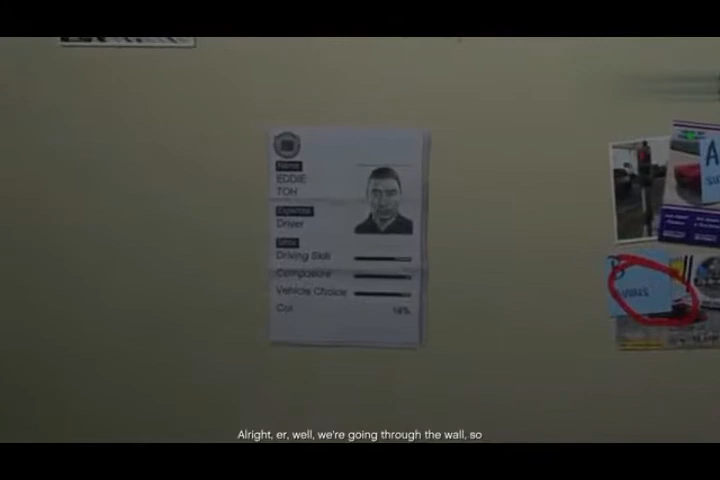 Name
EDDIE
TOH
Expertise
Driver
Skills
Driving Skill
Composure
Vehicle Choice
Cut
14%
A
B
Alright, er, well, we're going through the wall, so